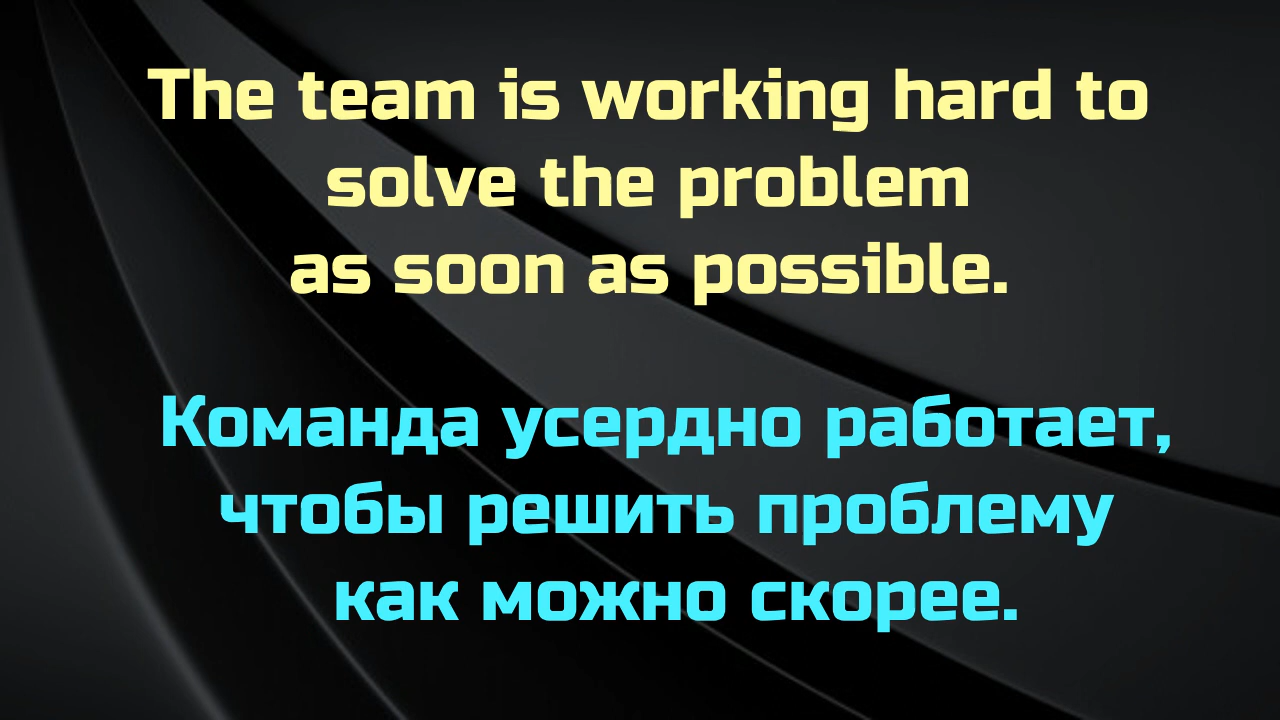 The team is working hard to
solve the problem
as soon as possible.
Команда усердно работает,
чтобы решить проблему
как можно скорее.